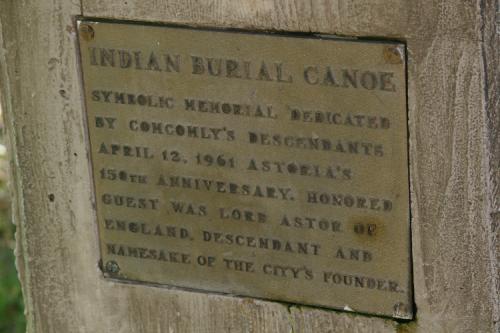 INDIAN BURIAL CANOE
SYMBOLIC MEMORIAL DEDICATED
BY COMCOMLY'S DESCENDANTS
APRIL 12, 1961 ASTORIA'S
150TH ANNIVERSARY. HONORED
GUEST WAS LORD ASTOR OF
ENGLAND, DESCENDANT AND
NAMESAKE OF THE CITY'S FOUNDER.